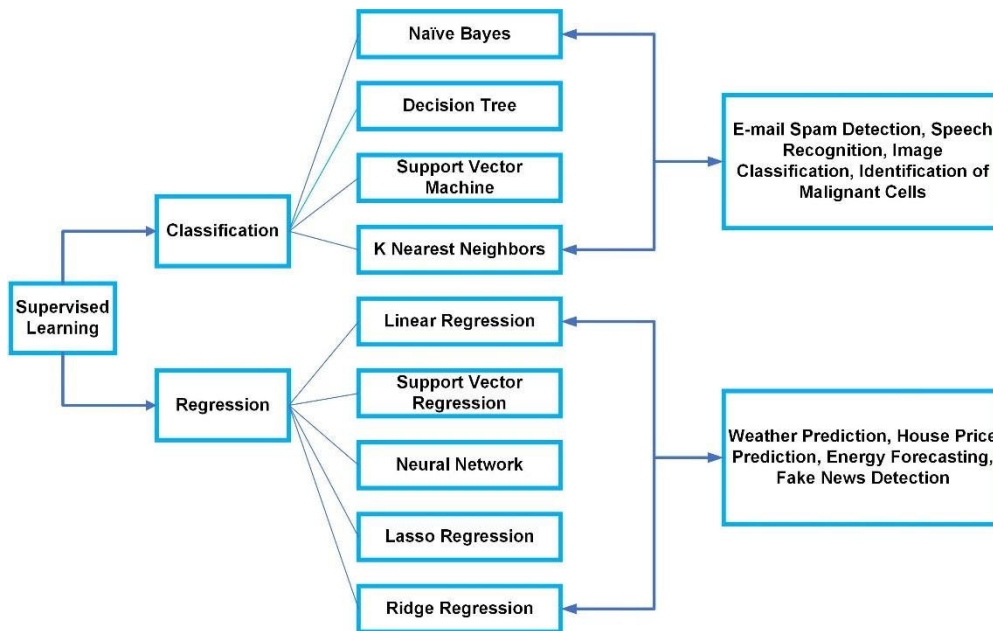 Naïve Bayes
Decision Tree
Support Vector
Machine
K Nearest Neighbors
Classification
Supervised
Learning
Regression
Linear Regression
Support Vector
Regression
Neural Network
Lasso Regression
Ridge Regression
E-mail Spam Detection, Speech
Recognition, Image
Classification, Identification of
Malignant Cells
Weather Prediction, House Price
Prediction, Energy Forecasting,
Fake News Detection